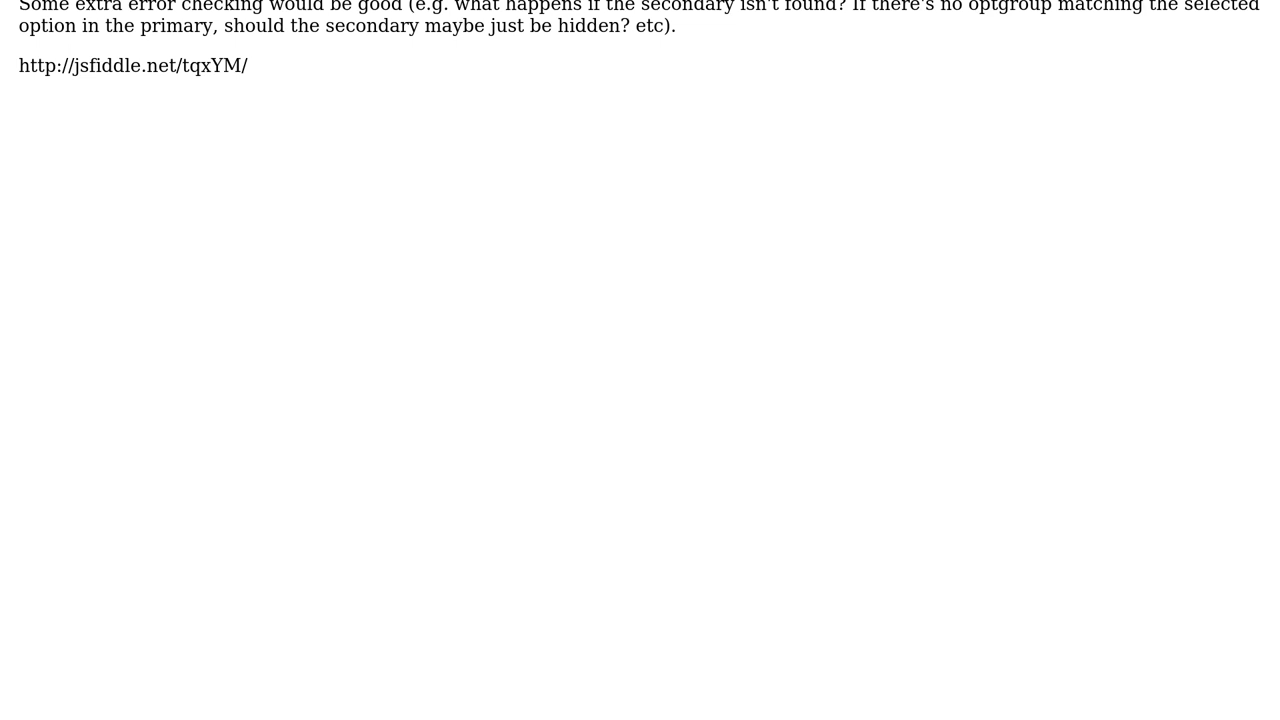 Some extra error checking would be good (e.g. what happens if the secondary isn't found? If there's no optgroup matching the selected
option in the primary, should the secondary maybe just be hidden? etc).
http://jsfiddle.net/tqxYM/